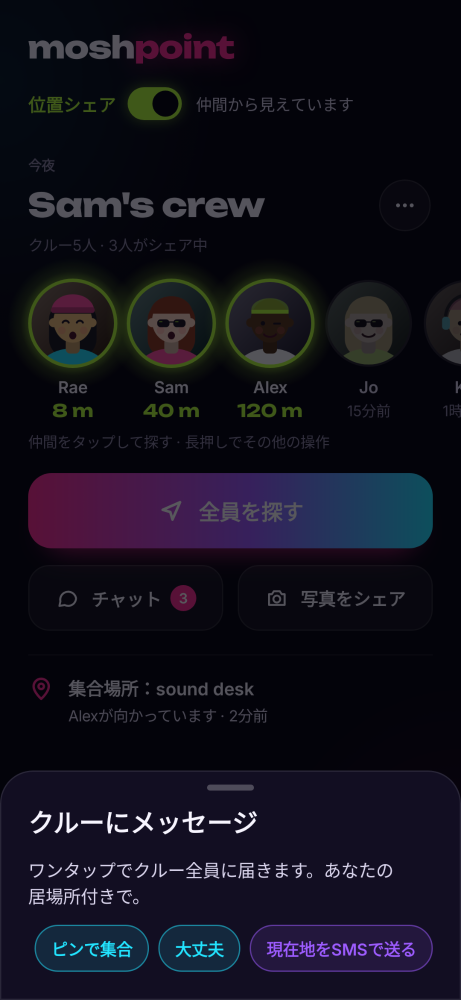 moshpoint
位置シェア 仲間から見えています
今夜
Sam's crew
クルー5人 · 3人がシェア中
Rae Sam Alex Jo
8 m 40 m 120 m 15分前
仲間をタップして探す · 長押しでその他の操作
全員を探す
チャット 3 写真をシェア
集合場所：sound desk
Alexが向かっています · 2分前
クルーにメッセージ
ワンタップでクルー全員に届きます。あなたの
居場所付きで。
ピンで集合 大丈夫 現在地をSMSで送る